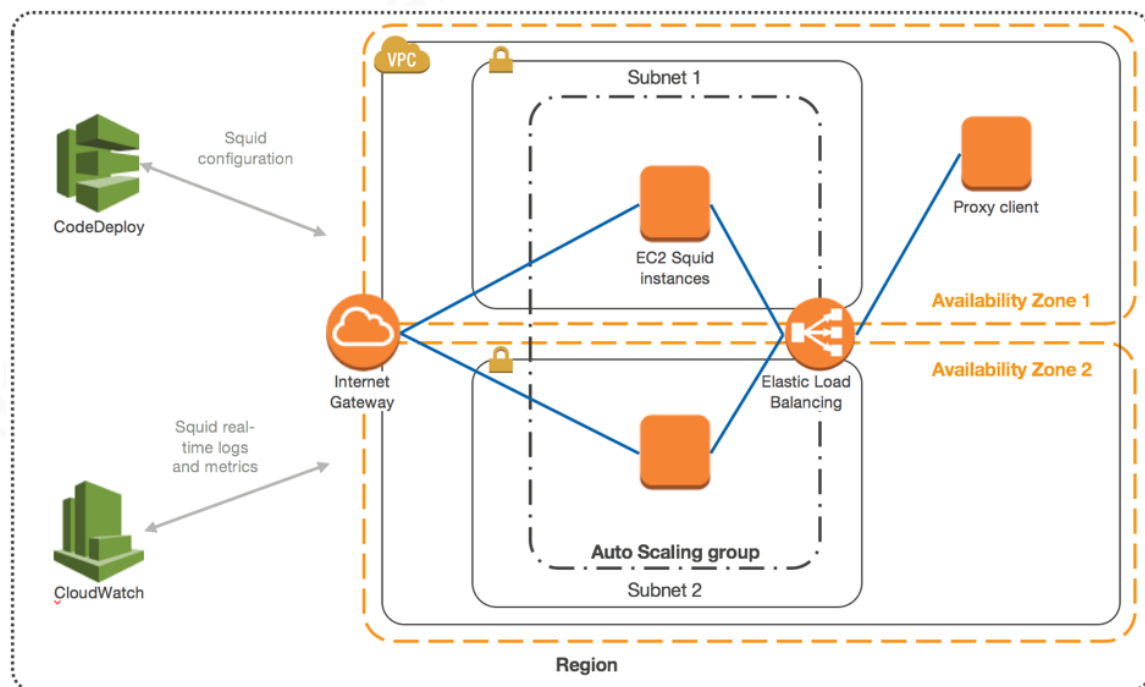 VPC
Subnet 1
Squid
configuration
CodeDeploy
EC2 Squid
instances
Proxy client
Availability Zone 1
Internet
Gateway
Elastic Load
Balancing
Availability Zone 2
Squid real-
time logs
and metrics
CloudWatch
Auto Scaling group
Subnet 2
Region